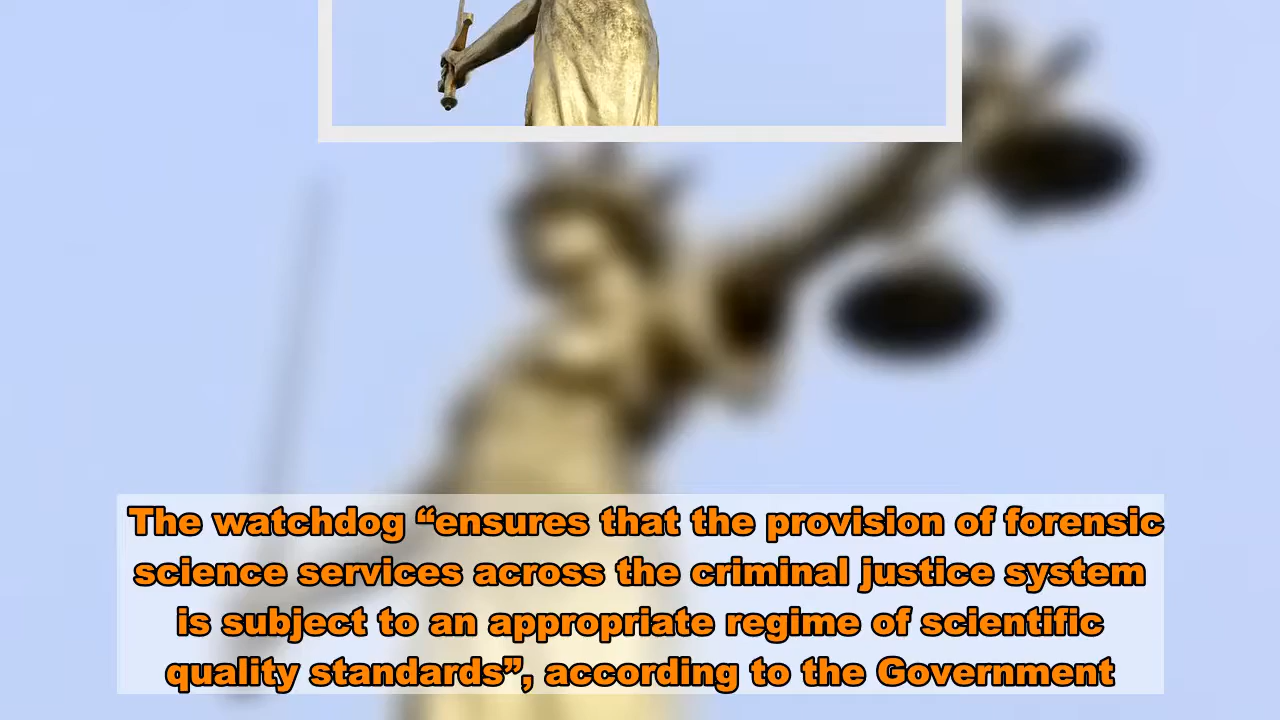 The watchdog “ensures that the provision of forensic
science services across the criminal justice system
is subject to an appropriate regime of scientific
quality standards”, according to the Government